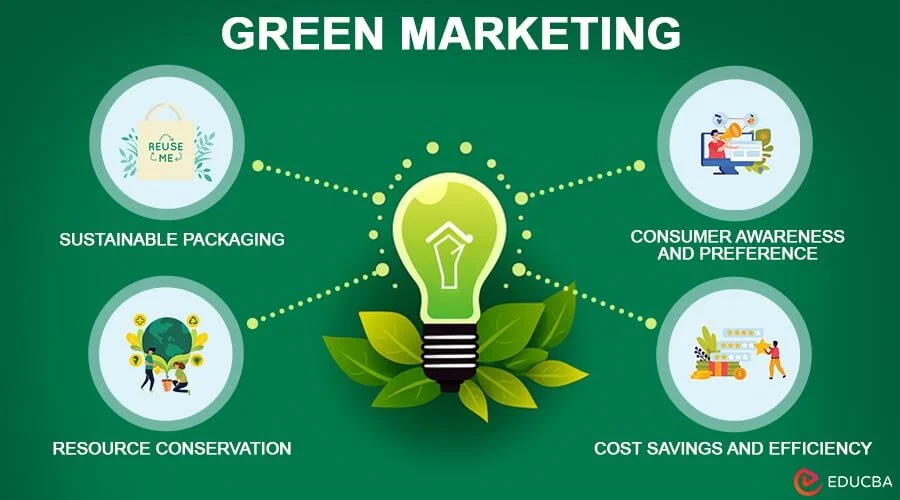 GREEN MARKETING
REUSE
ME
SUSTAINABLE PACKAGING
CONSUMER AWARENESS
AND PREFERENCE
RESOURCE CONSERVATION
COST SAVINGS AND EFFICIENCY
EDUCBA